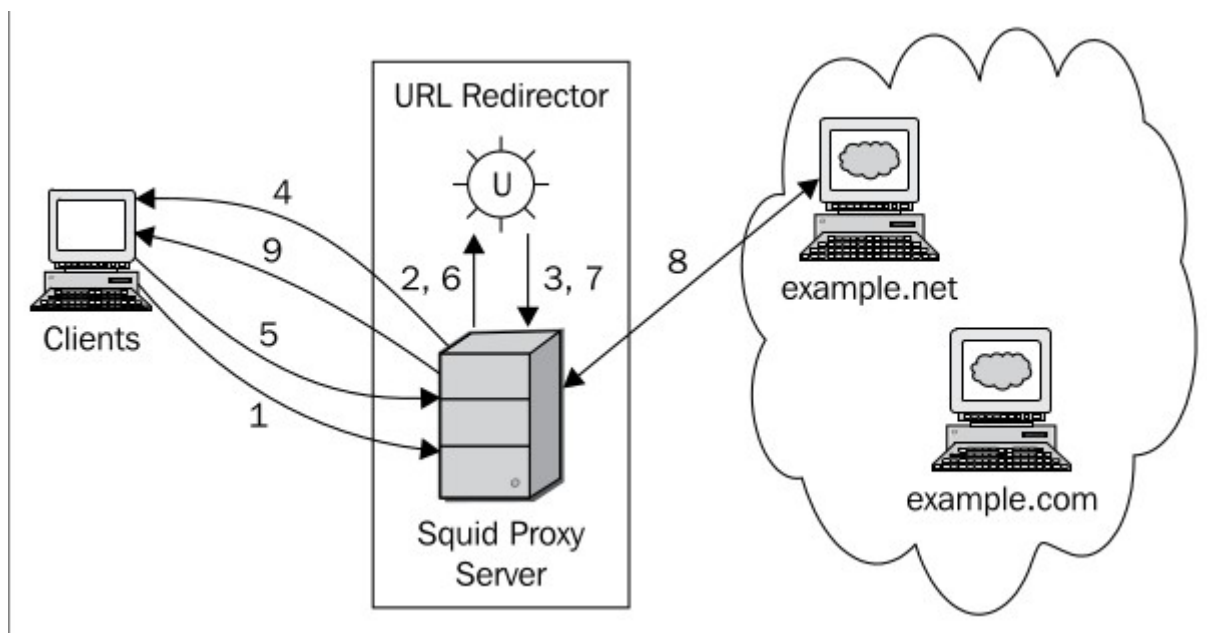 URL Redirector
U
4
9
2, 6
3, 7
8
5
1
Clients
example.net
example.com
Squid Proxy
Server